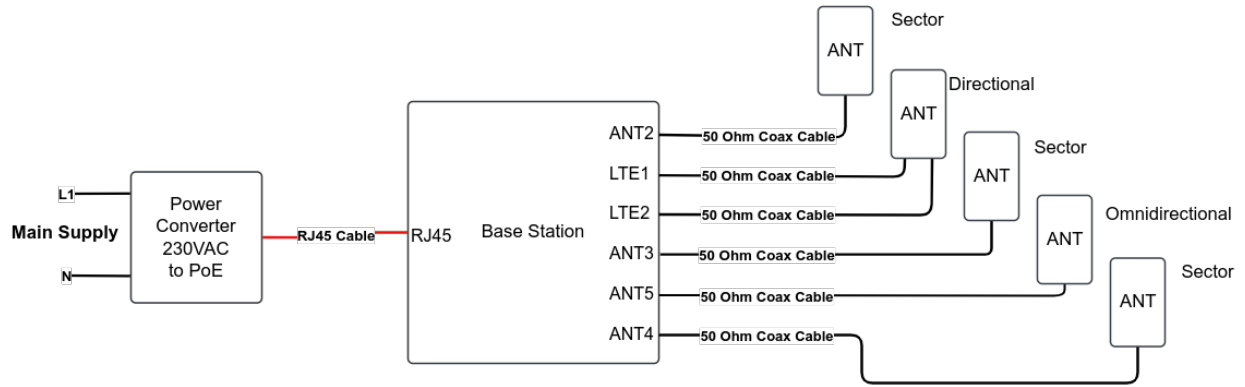 Sector
ANT
Directional
ANT
ANT2
50 Ohm Coax Cable
Sector
LTE1
50 Ohm Coax Cable
ANT
L1
Power
Converter
230VAC
to PoE
LTE2
50 Ohm Coax Cable
Omnidirectional
Main Supply
RJ45 Cable
RJ45
Base Station
ANT
ANT3
50 Ohm Coax Cable
Sector
N
ANT5
50 Ohm Coax Cable
ANT
ANT4
50 Ohm Coax Cable